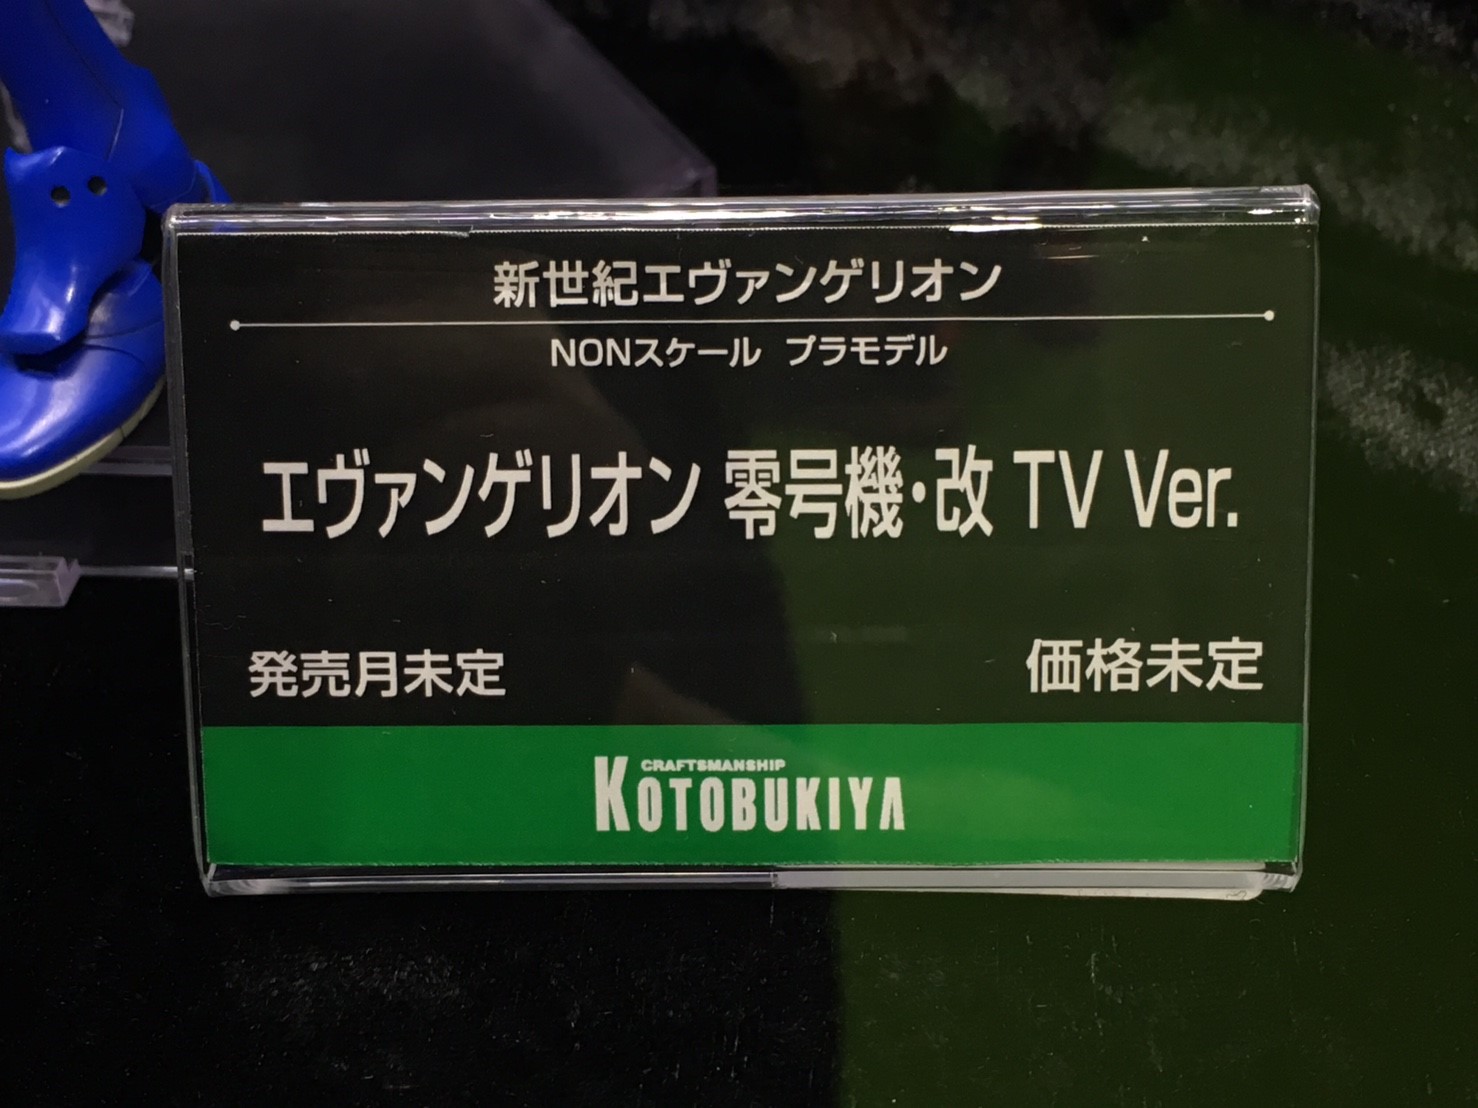 新世紀エヴァンゲリオン
NONスケール プラモデル
エヴァンゲリオン 零号機・改 TV Ver.
発売月未定 価格未定
CRAFTSMANSHIP
KOTOBUKIYA